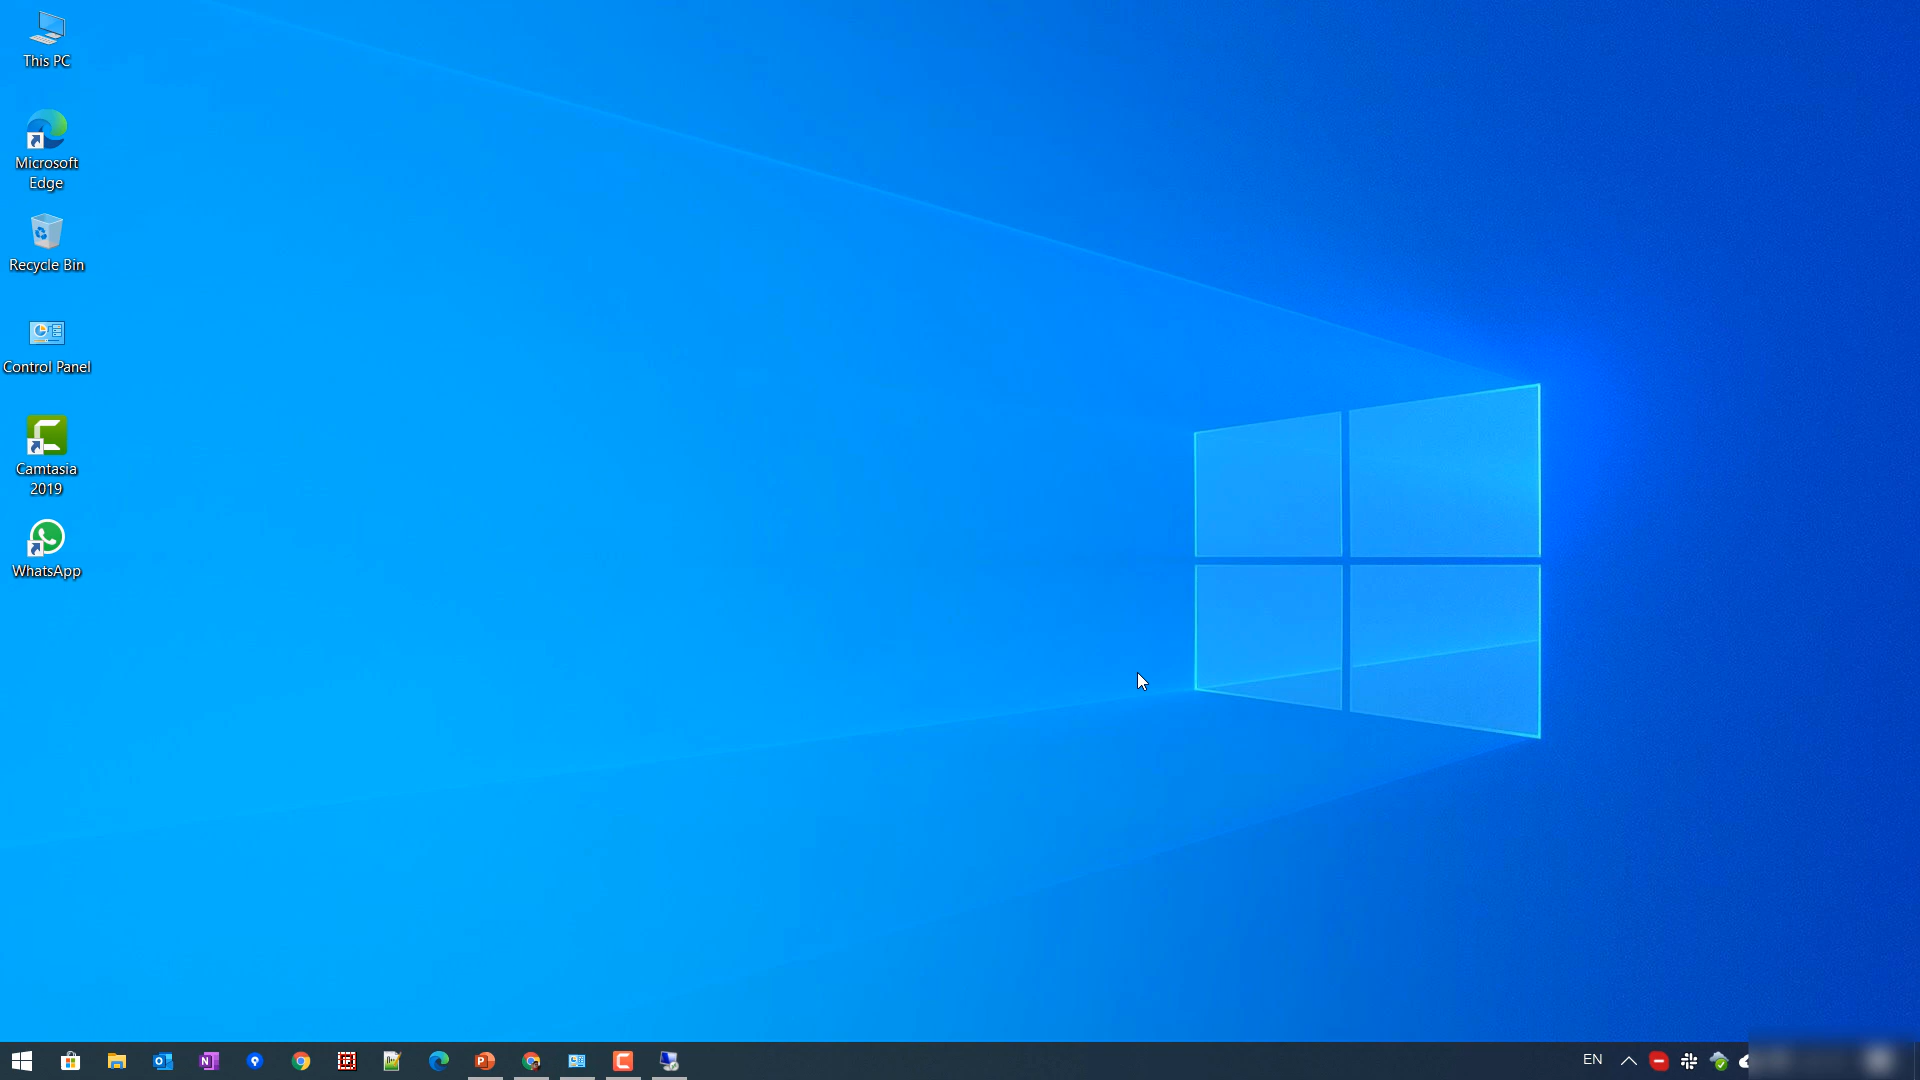 This PC
Microsoft
Edge
Recycle Bin
Control Panel
Camtasia
2019
WhatsApp
EN